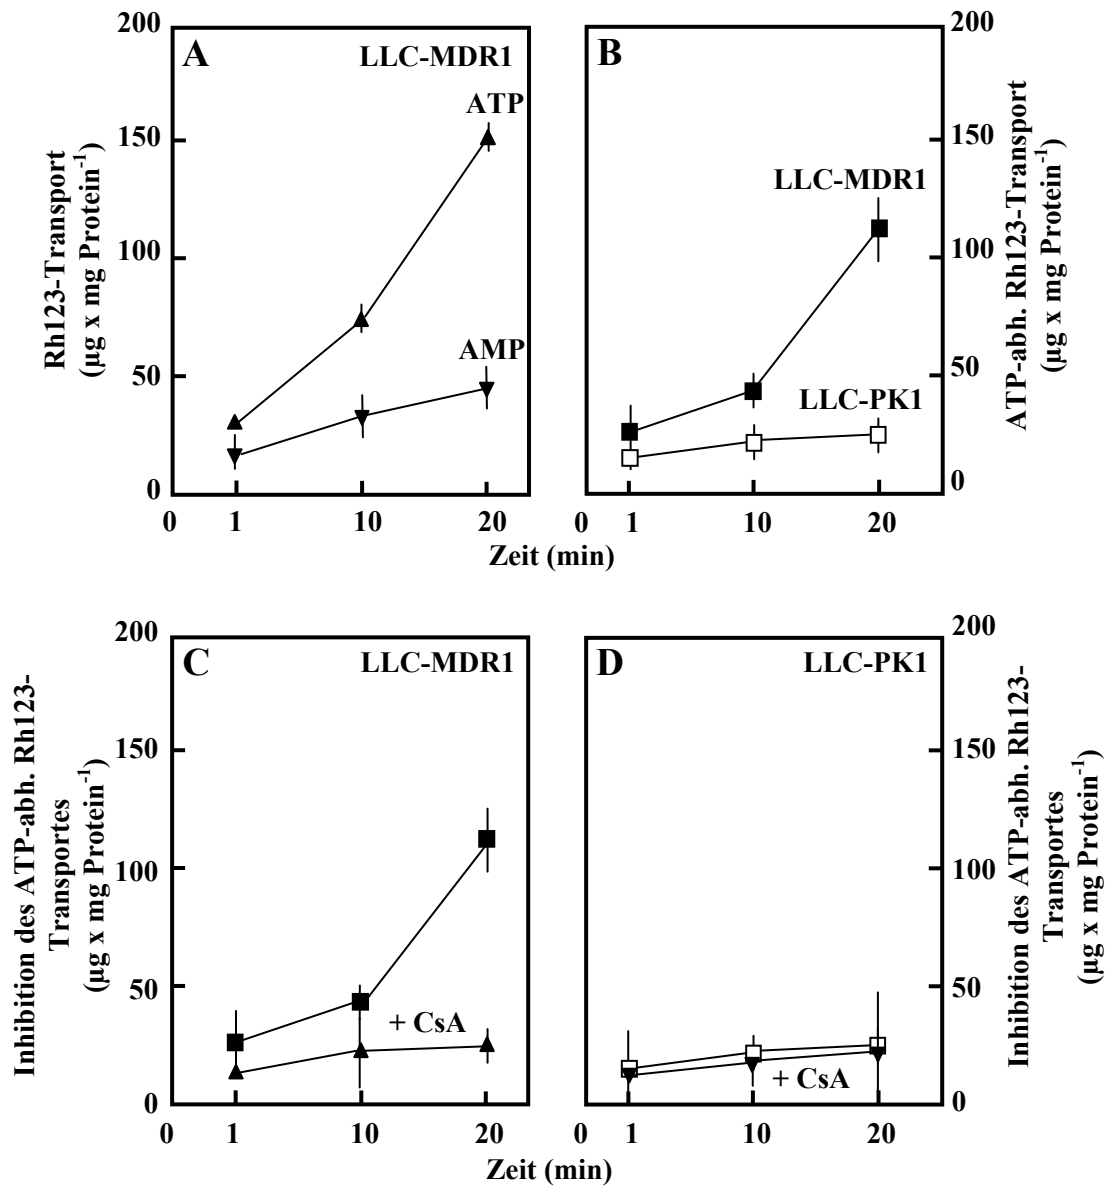 A
LLC-MDR1
ATP
AMP
200
150
100
50
0
0
1
10
20
Rh123-Transport
(µg x mg Protein⁻¹)
B
LLC-MDR1
LLC-PK1
200
150
100
50
0
0
1
10
20
ATP-abh. Rh123-Transport
(µg x mg Protein⁻¹)
Zeit (min)
C
LLC-MDR1
+ CsA
200
150
100
50
0
0
1
10
20
Inhibition des ATP-abh. Rh123-
Transportes
(µg x mg Protein⁻¹)
D
LLC-PK1
+ CsA
200
150
100
50
0
0
1
10
20
Inhibition des ATP-abh. Rh123-
Transportes
(µg x mg Protein⁻¹)
Zeit (min)